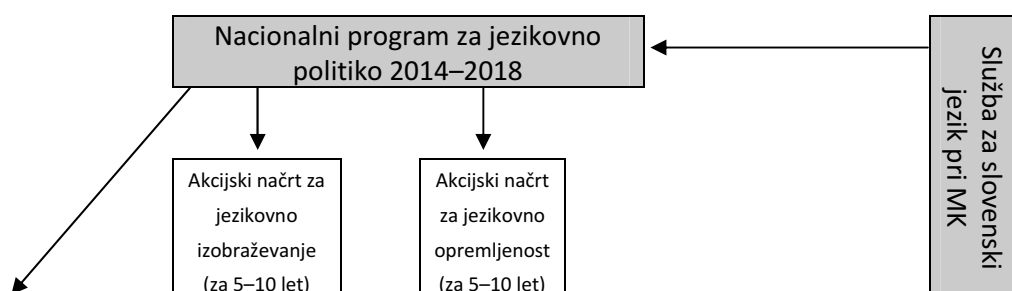 Nacionalni program za jezikovno
politiko 2014–2018
Služba za slovenski
jezik pri MK
Akcijski načrt za
jezikovno
izobraževanje
(za 5–10 let)
Akcijski načrt
za jezikovno
opremljenost
(za 5–10 let)